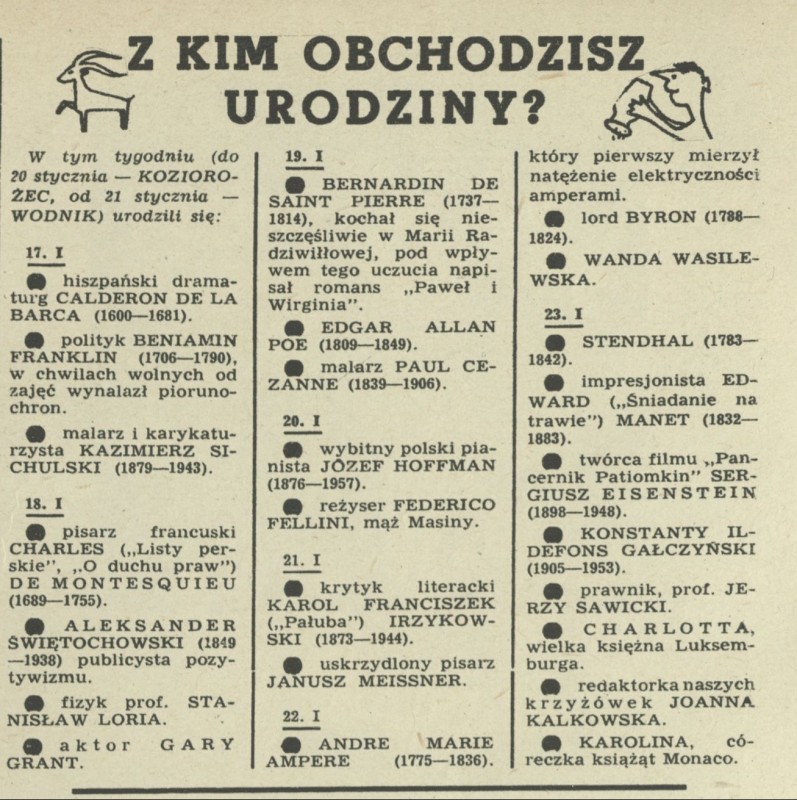 Z KIM OBCHODZISZ
URODZINY?
W tym tygodniu (do
20 stycznia — KOZIORO-
ŻEC, od 21 stycznia —
WODNIK) urodzili się:
17. I
● hiszpański drama-
turg CALDERON DE LA
BARCA (1600—1681).
● polityk BENIAMIN
FRANKLIN (1706—1790),
w chwilach wolnych od
zajęć wynalazł pioruno-
chron.
● malarz i karykatu-
rzysta KAZIMIERZ SI-
CHULSKI (1879—1943).
18. I
● pisarz francuski
CHARLES („Listy per-
skie”, „O duchu praw”)
DE MONTESQUIEU
(1689—1755).
● ALEKSANDER
ŚWIĘTOCHOWSKI (1849
—1938) publicysta pozy-
tywizmu.
● fizyk prof. STA-
NISŁAW LORIA.
● aktor GARY
GRANT.
19. I
● BERNARDIN DE
SAINT PIERRE (1737—
1814), kochał się nie-
szczęśliwie w Marii Ra-
dziwiłłowej, pod wpły-
wem tego uczucia napi-
sał romans „Paweł i
Wirginia”.
● EDGAR ALLAN
POE (1809—1849).
● malarz PAUL CE-
ZANNE (1839—1906).
20. I
● wybitny polski pia-
nista JÓZEF HOFFMAN
(1876—1957).
● reżyser FEDERICO
FELLINI, mąż Masiny.
21. I
● krytyk literacki
KAROL FRANCISZEK
(„Pałuba”) IRZYKOW-
SKI (1873—1944).
● uskrzydlony pisarz
JANUSZ MEISSNER.
22. I
● ANDRE MARIE
AMPERE (1775—1836).
który pierwszy mierzył
natężenie elektryczności
amperami.
● lord BYRON (1788—
1824).
● WANDA WASILE-
WSKA.
23. I
● STENDHAL (1783—
1842).
● impresjonista ED-
WARD („Śniadanie na
trawie”) MANET (1832—
1883).
● twórca filmu „Pan-
cernik Patiomkin” SER-
GIUSZ EISENSTEIN
(1898—1948).
● KONSTANTY IL-
DEFONS GAŁCZYŃSKI
(1905—1953).
● prawnik, prof. JE-
RZY SAWICKI.
● CHARLOTTA,
wielka księżna Luksem-
burga.
● redaktorka naszych
krzyżówek JOANNA
KALKOWSKA.
● KAROLINA, có-
reczka książąt Monaco.